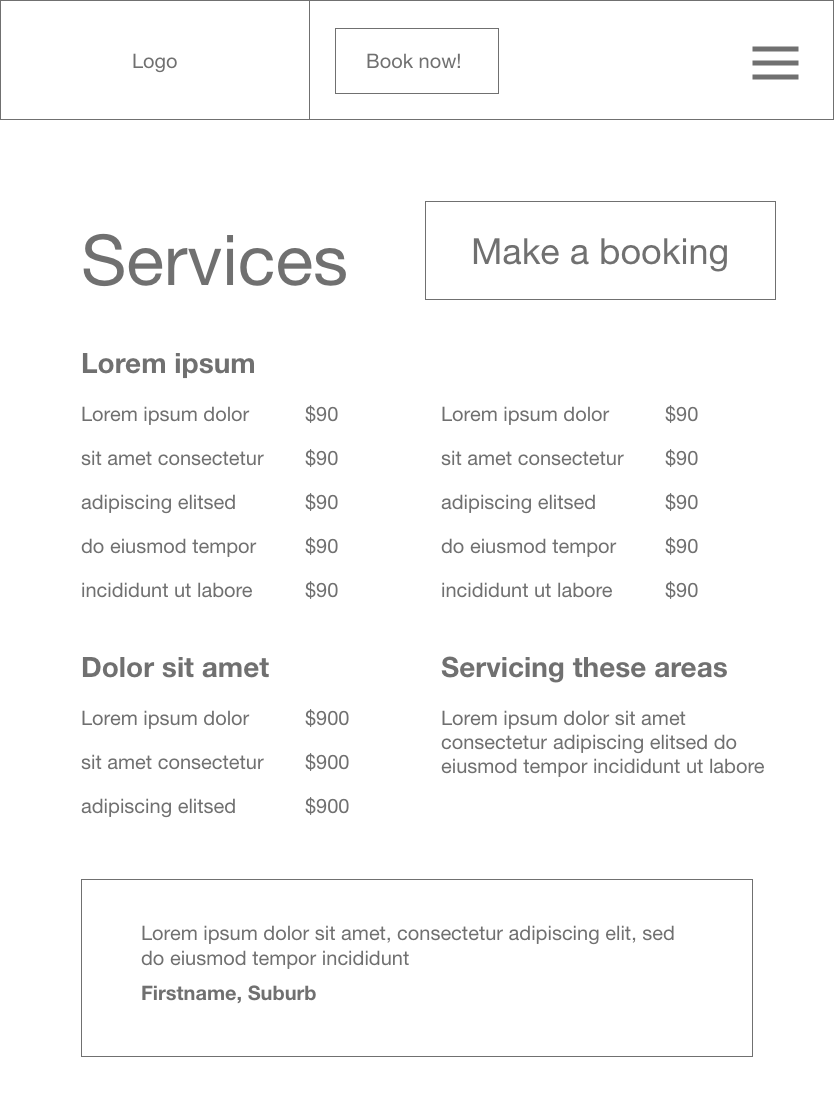 Logo
Book now!
Services
Make a booking
Lorem ipsum
Lorem ipsum dolor $90
sit amet consectetur $90
adipiscing elitsed $90
do eiusmod tempor $90
incididunt ut labore $90
Lorem ipsum dolor $90
sit amet consectetur $90
adipiscing elitsed $90
do eiusmod tempor $90
incididunt ut labore $90
Dolor sit amet
Lorem ipsum dolor $900
sit amet consectetur $900
adipiscing elitsed $900
Servicing these areas
Lorem ipsum dolor sit amet
consectetur adipiscing elitsed do
eiusmod tempor incididunt ut labore
Lorem ipsum dolor sit amet, consectetur adipiscing elit, sed
do eiusmod tempor incididunt
Firstname, Suburb